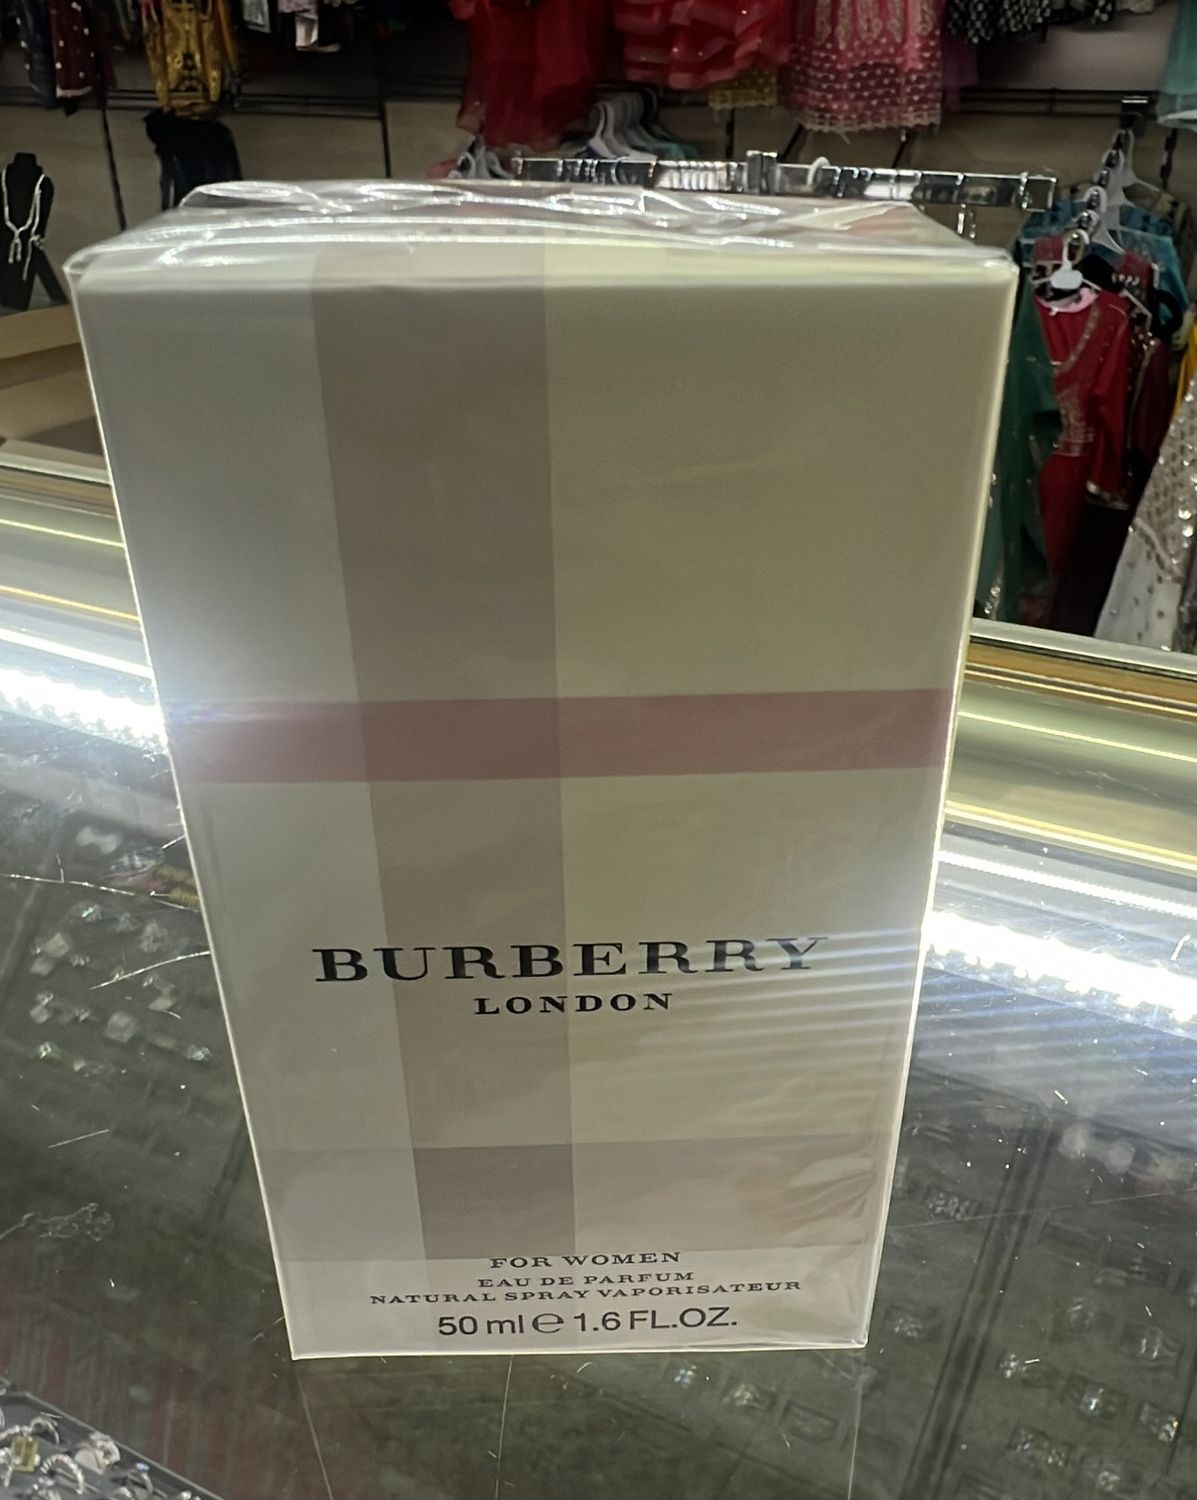 BURBERRY
LONDON
FOR WOMEN
EAU DE PARFUM
NATURAL SPRAY VAPORISATEUR
50 ml ℮ 1.6 FL.OZ.